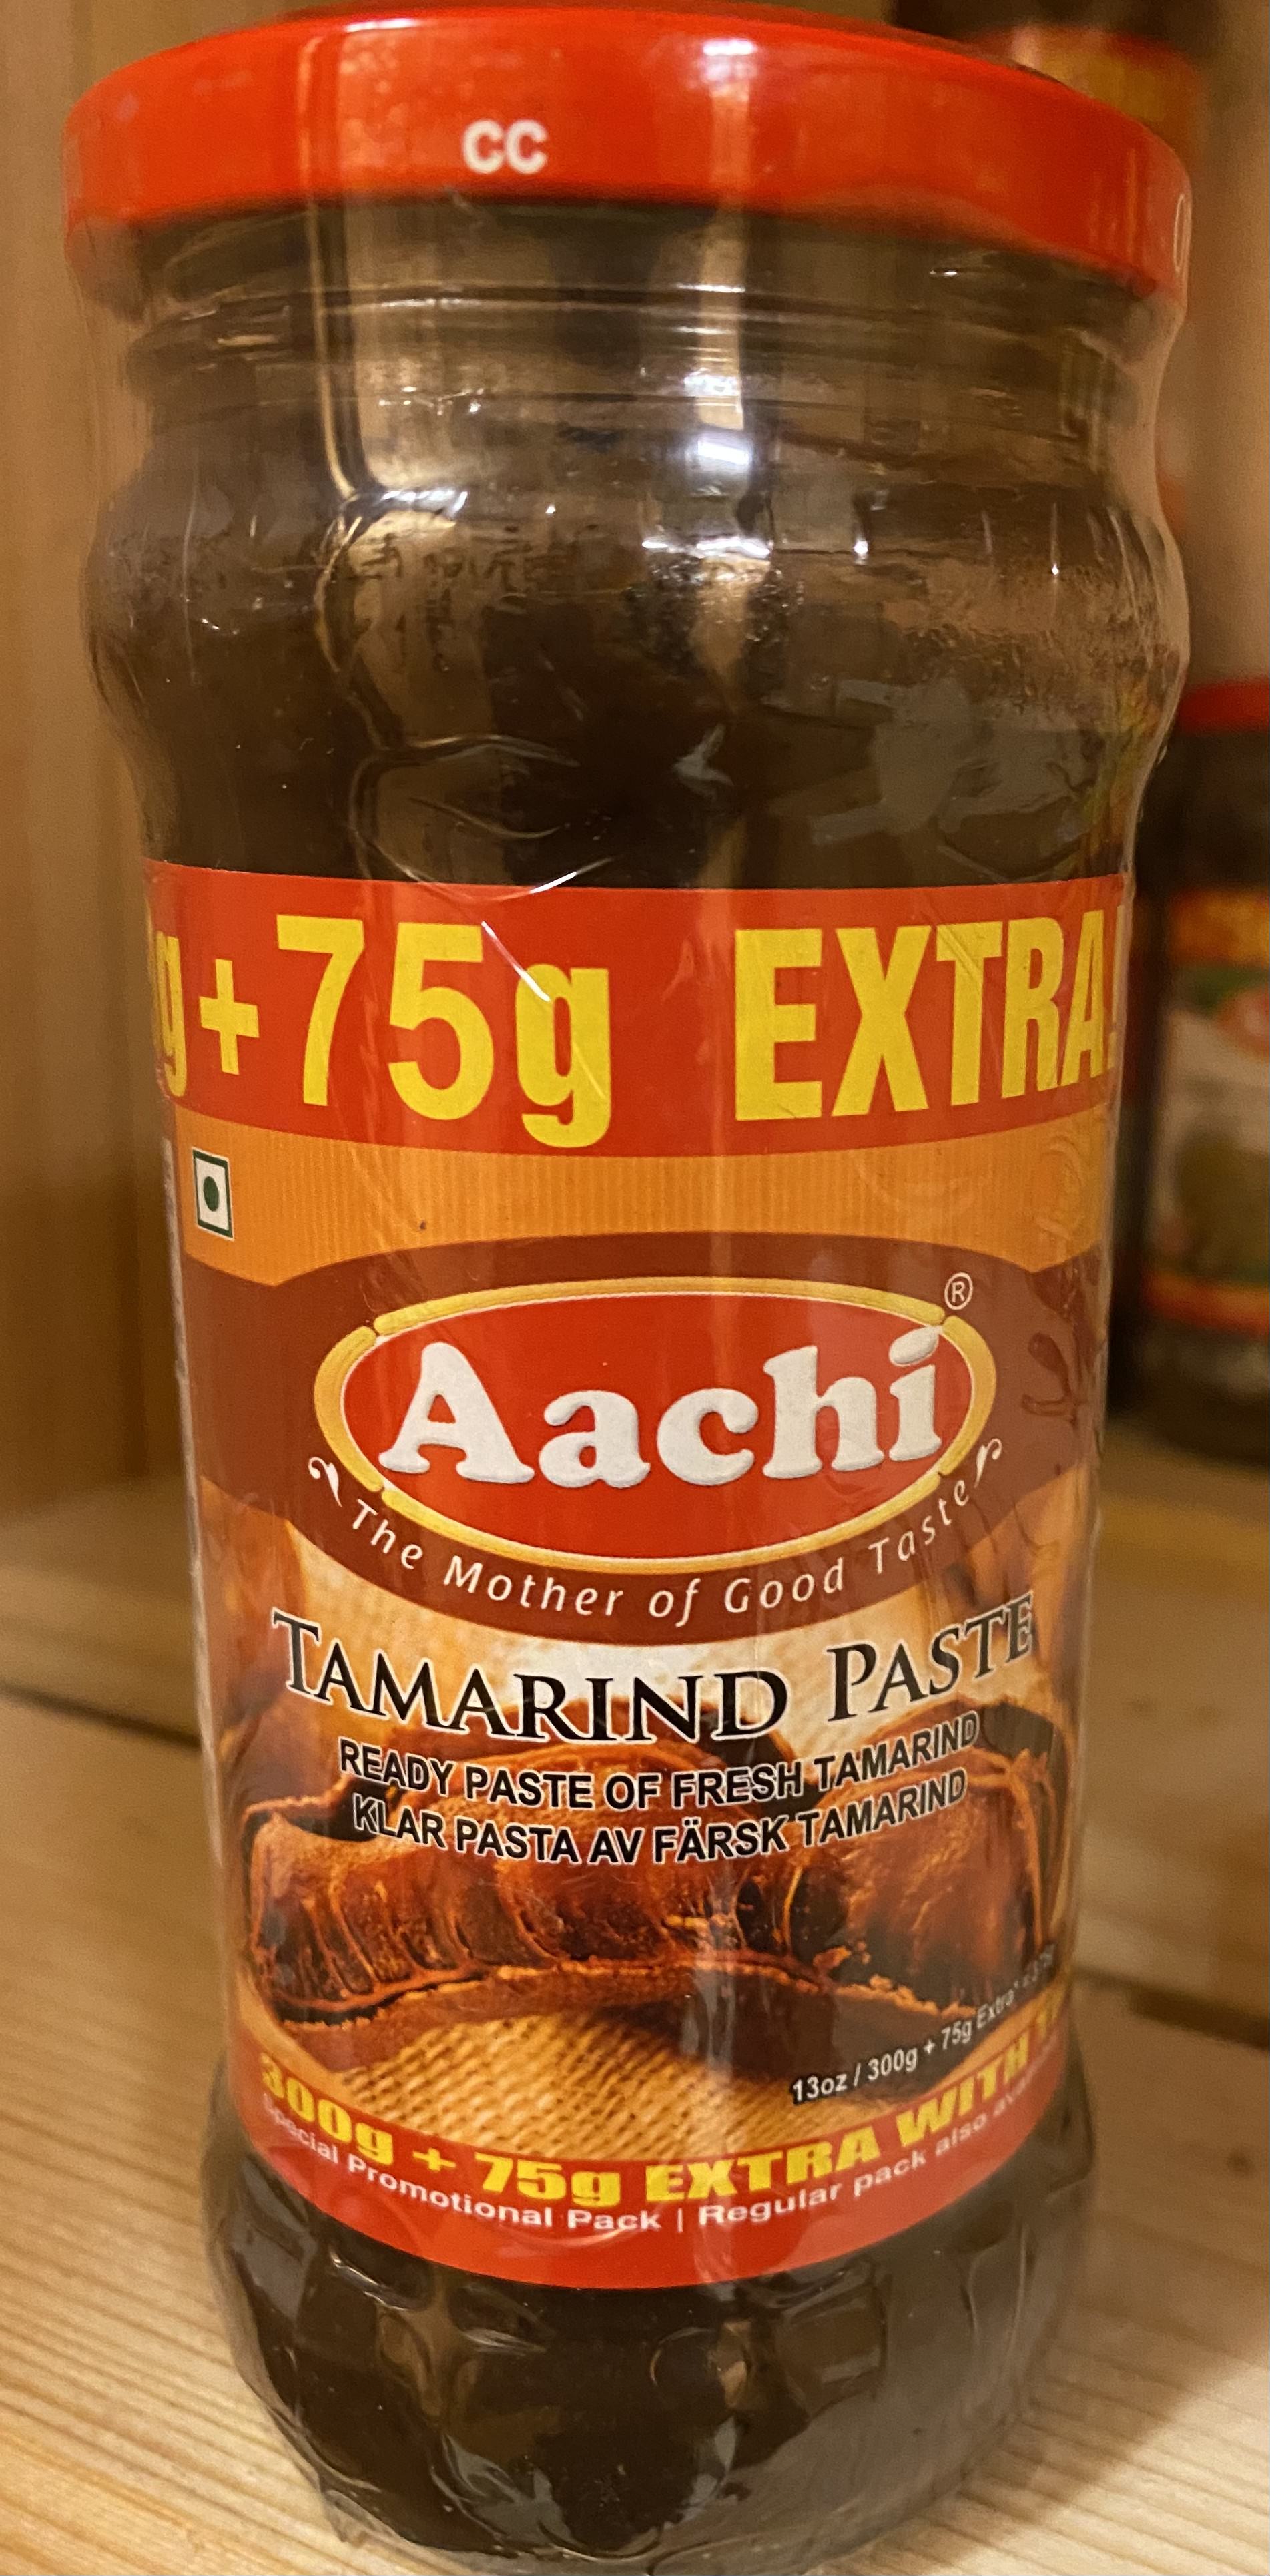 CC
g+75g EXTRA!
Aachi®
The Mother of Good Taste
TAMARIND PASTE
READY PASTE OF FRESH TAMARIND
KLAR PASTA AV FÄRSK TAMARIND
13oz / 300g + 75g Extra*
300g + 75g EXTRA WITH
Special Promotional Pack | Regular pack also